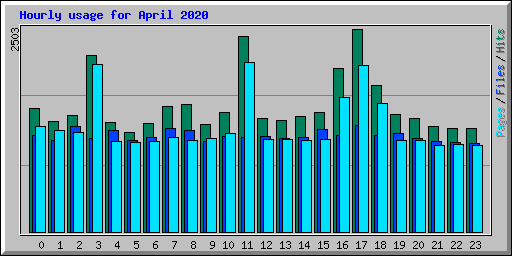 Hourly usage for April 2020
2503
Pages/Files/Hits
0 1 2 3 4 5 6 7 8 9 10 11 12 13 14 15 16 17 18 19 20 21 22 23